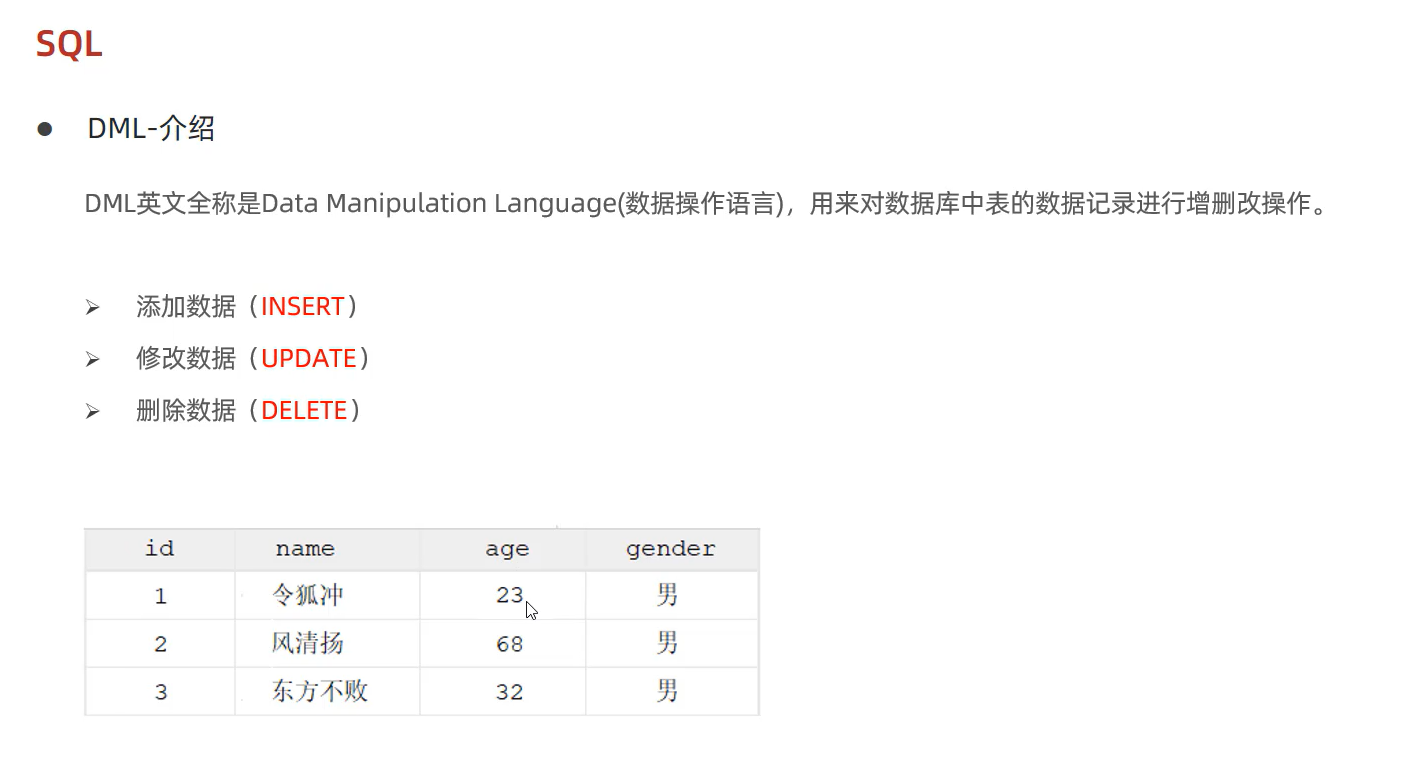 SQL
DML-介绍
DML英文全称是Data Manipulation Language(数据操作语言)，用来对数据库中表的数据记录进行增删改操作。
添加数据（INSERT）
修改数据（UPDATE）
删除数据（DELETE）
id name age gender
1 令狐冲 23 男
2 风清扬 68 男
3 东方不败 32 男